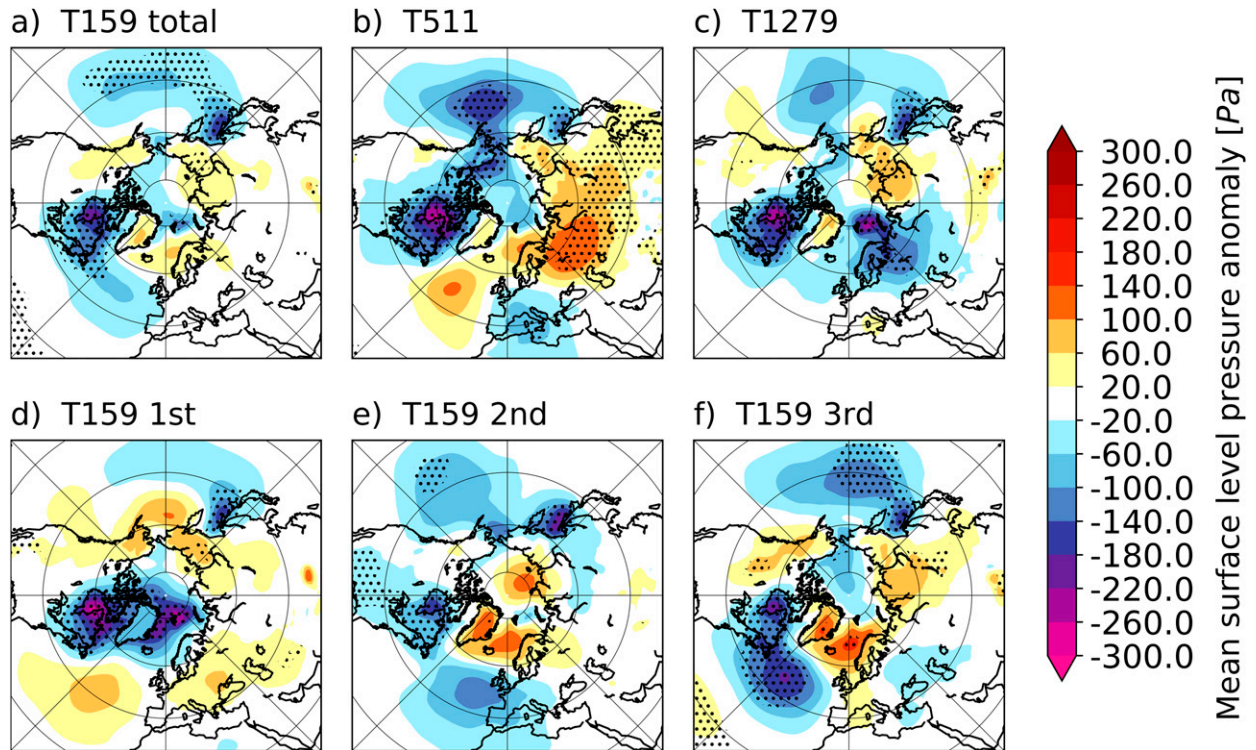 a) T159 total
b) T511
c) T1279
d) T159 1st
e) T159 2nd
f) T159 3rd
300.0
260.0
220.0
180.0
140.0
100.0
60.0
20.0
-20.0
-60.0
-100.0
-140.0
-180.0
-220.0
-260.0
-300.0
Mean surface level pressure anomaly [Pa]